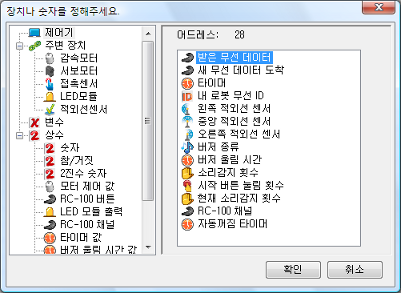 장치나 숫자를 정해주세요.
제어기
주변 장치
감속모터
서보모터
접촉센서
LED모듈
적외선센서
변수
상수
숫자
참/거짓
2진수 숫자
모터 제어 값
RC-100 버튼
LED 모듈 출력
RC-100 채널
타이머 값
버저 울림 시간 값
어드레스: 28
받은 무선 데이터
새 무선 데이터 도착
타이머
내 로봇 무선 ID
왼쪽 적외선 센서
중앙 적외선 센서
오른쪽 적외선 센서
버저 종류
버저 울림 시간
소리감지 횟수
시작 버튼 눌림 횟수
현재 소리감지 횟수
RC-100 채널
자동꺼짐 타이머
확인
취소